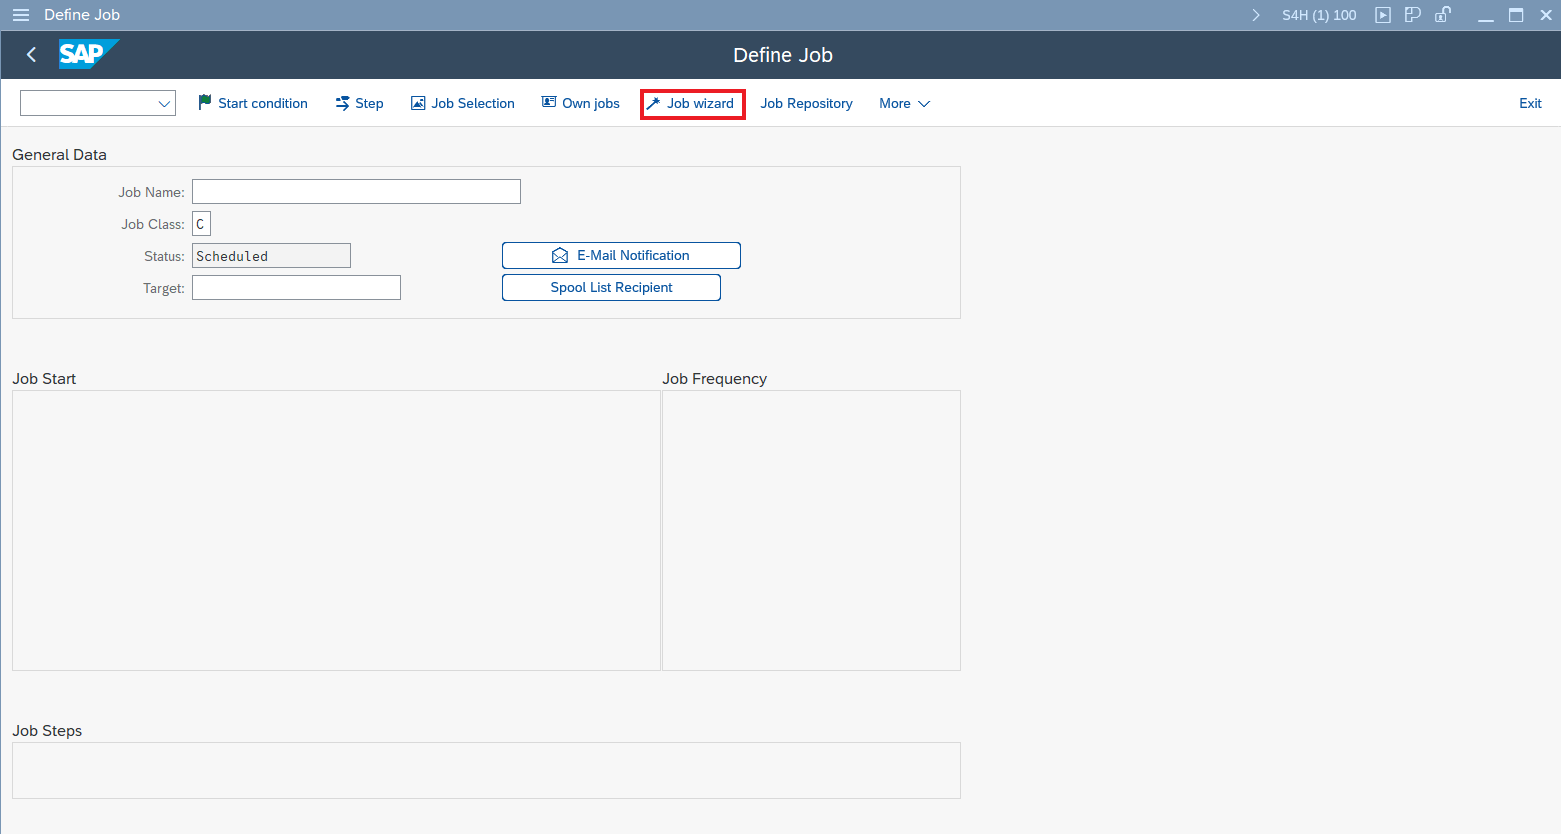 Define Job
S4H (1) 100
SAP
Define Job
Start condition
Step
Job Selection
Own jobs
Job wizard
Job Repository
More
Exit
General Data
Job Name:
Job Class: C
Status: Scheduled
E-Mail Notification
Target:
Spool List Recipient
Job Start
Job Frequency
Job Steps